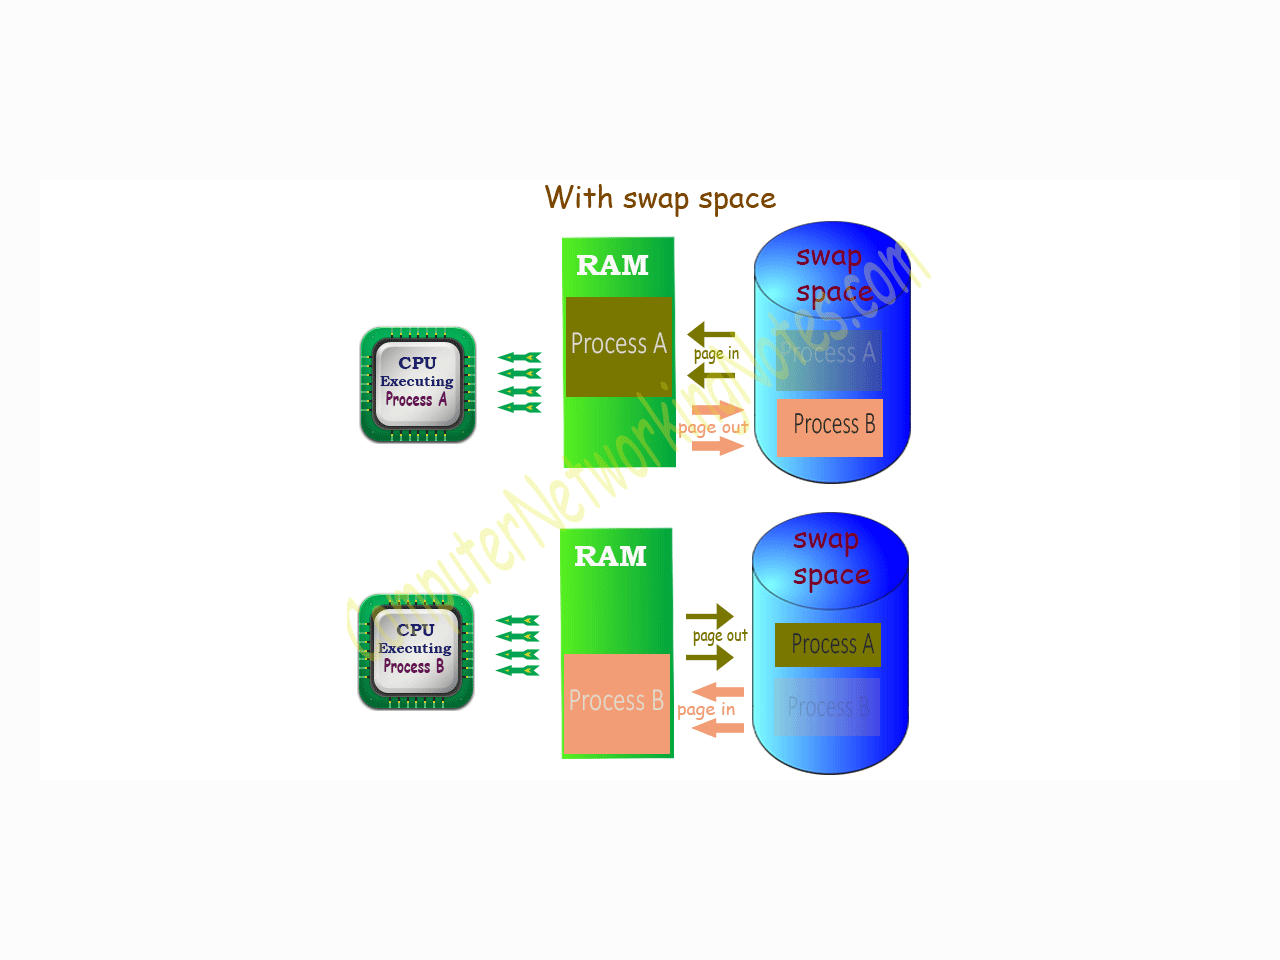 With swap space
RAM
swap
space
Process A
page in
Process A
CPU
Executing
Process A
page out
Process B
RAM
swap
space
CPU
Executing
Process B
page out
Process A
Process B
page in
Process B
ComputerNetworkingNotes.com